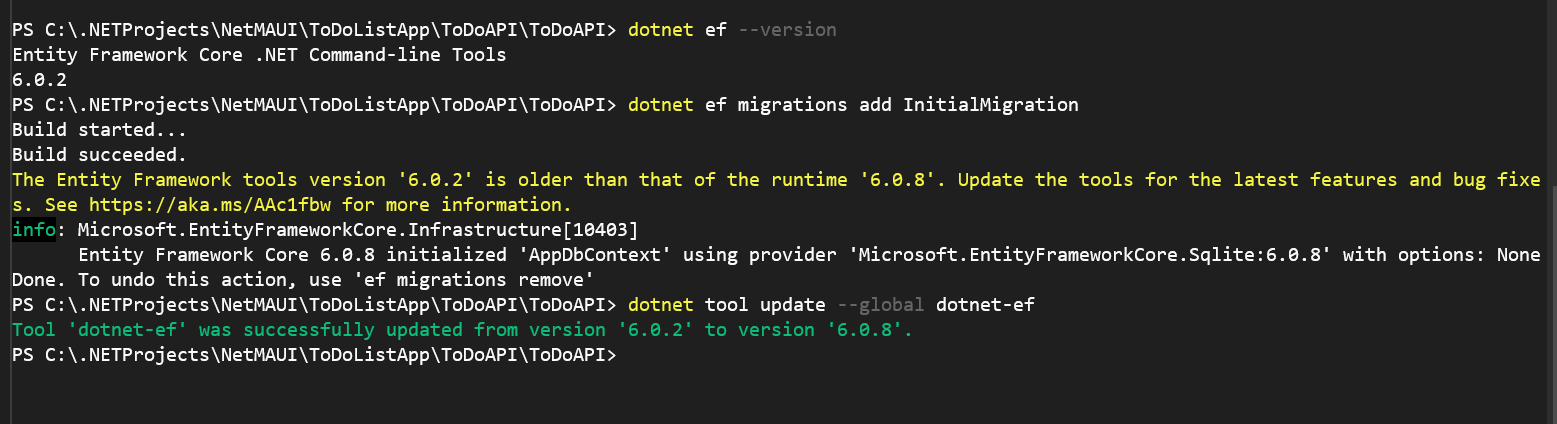 PS C:\.NETProjects\NetMAUI\ToDoListApp\ToDoAPI\ToDoAPI> dotnet ef --version
Entity Framework Core .NET Command-line Tools
6.0.2
PS C:\.NETProjects\NetMAUI\ToDoListApp\ToDoAPI\ToDoAPI> dotnet ef migrations add InitialMigration
Build started...
Build succeeded.
The Entity Framework tools version '6.0.2' is older than that of the runtime '6.0.8'. Update the tools for the latest features and bug fixe
s. See https://aka.ms/AAc1fbw for more information.
info: Microsoft.EntityFrameworkCore.Infrastructure[10403]
      Entity Framework Core 6.0.8 initialized 'AppDbContext' using provider 'Microsoft.EntityFrameworkCore.Sqlite:6.0.8' with options: None
Done. To undo this action, use 'ef migrations remove'
PS C:\.NETProjects\NetMAUI\ToDoListApp\ToDoAPI\ToDoAPI> dotnet tool update --global dotnet-ef
Tool 'dotnet-ef' was successfully updated from version '6.0.2' to version '6.0.8'.
PS C:\.NETProjects\NetMAUI\ToDoListApp\ToDoAPI\ToDoAPI>